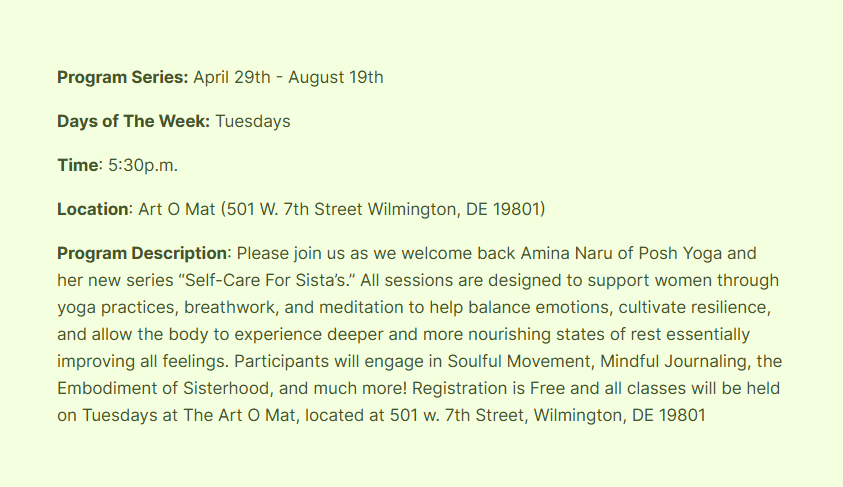 Program Series: April 29th - August 19th
Days of The Week: Tuesdays
Time: 5:30p.m.
Location: Art O Mat (501 W. 7th Street Wilmington, DE 19801)
Program Description: Please join us as we welcome back Amina Naru of Posh Yoga and
her new series “Self-Care For Sista’s.” All sessions are designed to support women through
yoga practices, breathwork, and meditation to help balance emotions, cultivate resilience,
and allow the body to experience deeper and more nourishing states of rest essentially
improving all feelings. Participants will engage in Soulful Movement, Mindful Journaling, the
Embodiment of Sisterhood, and much more! Registration is Free and all classes will be held
on Tuesdays at The Art O Mat, located at 501 w. 7th Street, Wilmington, DE 19801